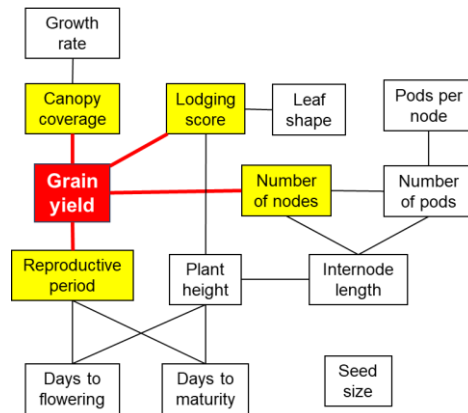 Growth
rate
Canopy
coverage
Lodging
score
Leaf
shape
Pods per
node
Grain
yield
Number
of nodes
Number
of pods
Reproductive
period
Plant
height
Internode
length
Days to
flowering
Days to
maturity
Seed
size